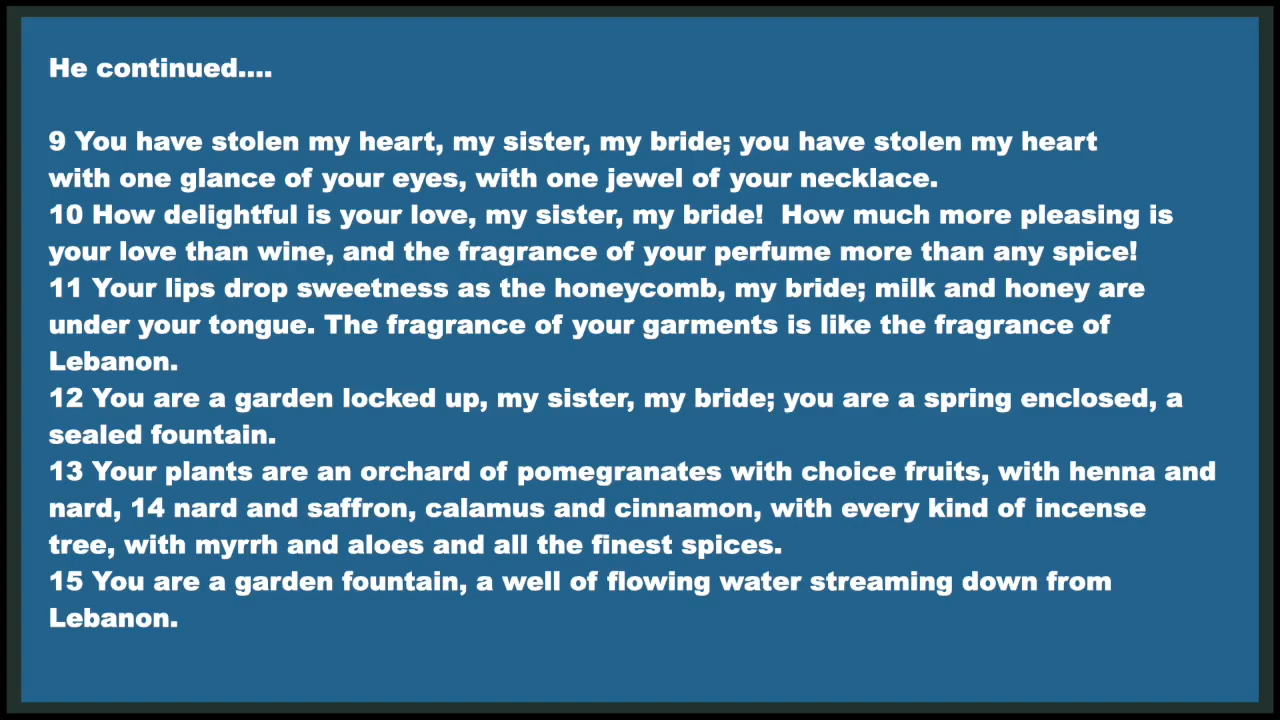 He continued....
9 You have stolen my heart, my sister, my bride; you have stolen my heart
with one glance of your eyes, with one jewel of your necklace.
10 How delightful is your love, my sister, my bride!  How much more pleasing is
your love than wine, and the fragrance of your perfume more than any spice!
11 Your lips drop sweetness as the honeycomb, my bride; milk and honey are
under your tongue. The fragrance of your garments is like the fragrance of
Lebanon.
12 You are a garden locked up, my sister, my bride; you are a spring enclosed, a
sealed fountain.
13 Your plants are an orchard of pomegranates with choice fruits, with henna and
nard, 14 nard and saffron, calamus and cinnamon, with every kind of incense
tree, with myrrh and aloes and all the finest spices.
15 You are a garden fountain, a well of flowing water streaming down from
Lebanon.